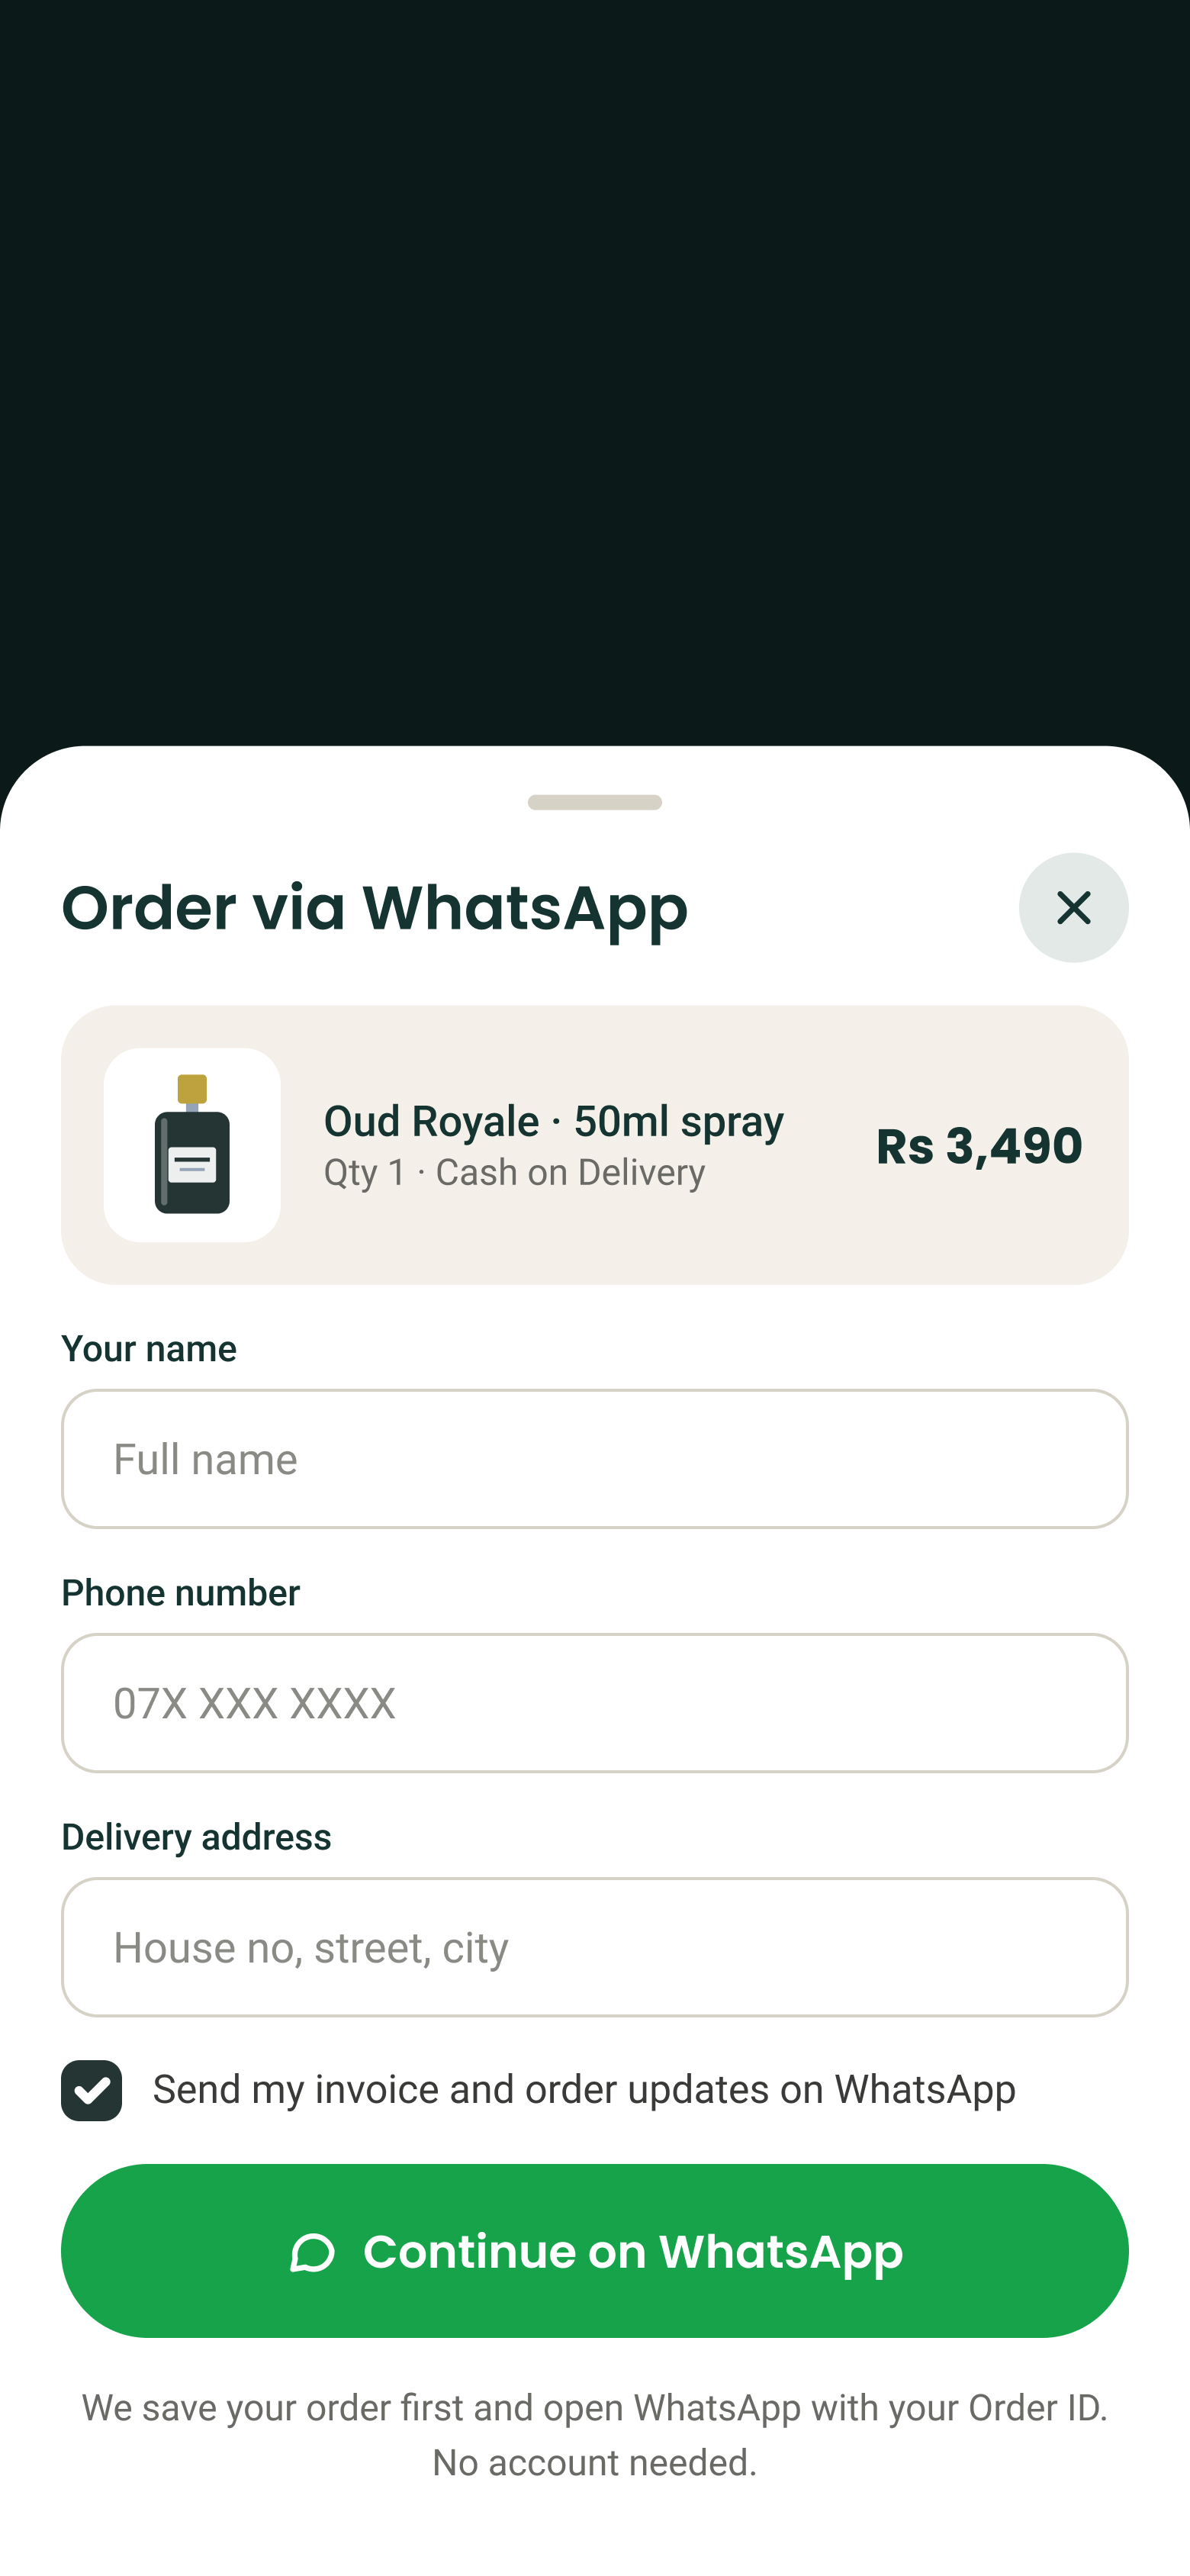 Order via WhatsApp
Oud Royale · 50ml spray
Qty 1 · Cash on Delivery
Rs 3,490
Your name
Full name
Phone number
07X XXX XXXX
Delivery address
House no, street, city
Send my invoice and order updates on WhatsApp
Continue on WhatsApp
We save your order first and open WhatsApp with your Order ID.
No account needed.